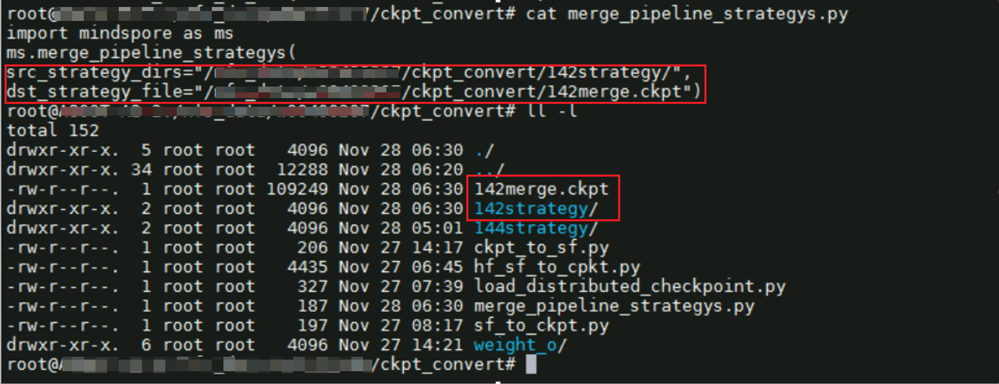 root@ /ckpt_convert# cat merge_pipeline_strategys.py
import mindspore as ms
ms.merge_pipeline_strategys(
src_strategy_dirs="/ /ckpt_convert/142strategy/",
dst_strategy_file="/ /ckpt_convert/142merge.ckpt")
root@ /ckpt_convert# ll -l
total 152
drwxr-xr-x.  5 root root   4096 Nov 28 06:30 ./
drwxr-xr-x. 34 root root  12288 Nov 28 06:20 ../
-rw-r--r--.  1 root root 109249 Nov 28 06:30 142merge.ckpt
drwxr-xr-x.  2 root root   4096 Nov 28 06:30 142strategy/
drwxr-xr-x.  2 root root   4096 Nov 28 05:01 144strategy/
-rw-r--r--.  1 root root    206 Nov 27 14:17 ckpt_to_sf.py
-rw-r--r--.  1 root root   4435 Nov 27 06:45 hf_sf_to_cpkt.py
-rw-r--r--.  1 root root    327 Nov 27 07:39 load_distributed_checkpoint.py
-rw-r--r--.  1 root root    187 Nov 28 06:30 merge_pipeline_strategys.py
-rw-r--r--.  1 root root    197 Nov 27 08:17 sf_to_ckpt.py
drwxr-xr-x.  6 root root   4096 Nov 27 14:21 weight_o/
root@ /ckpt_convert#